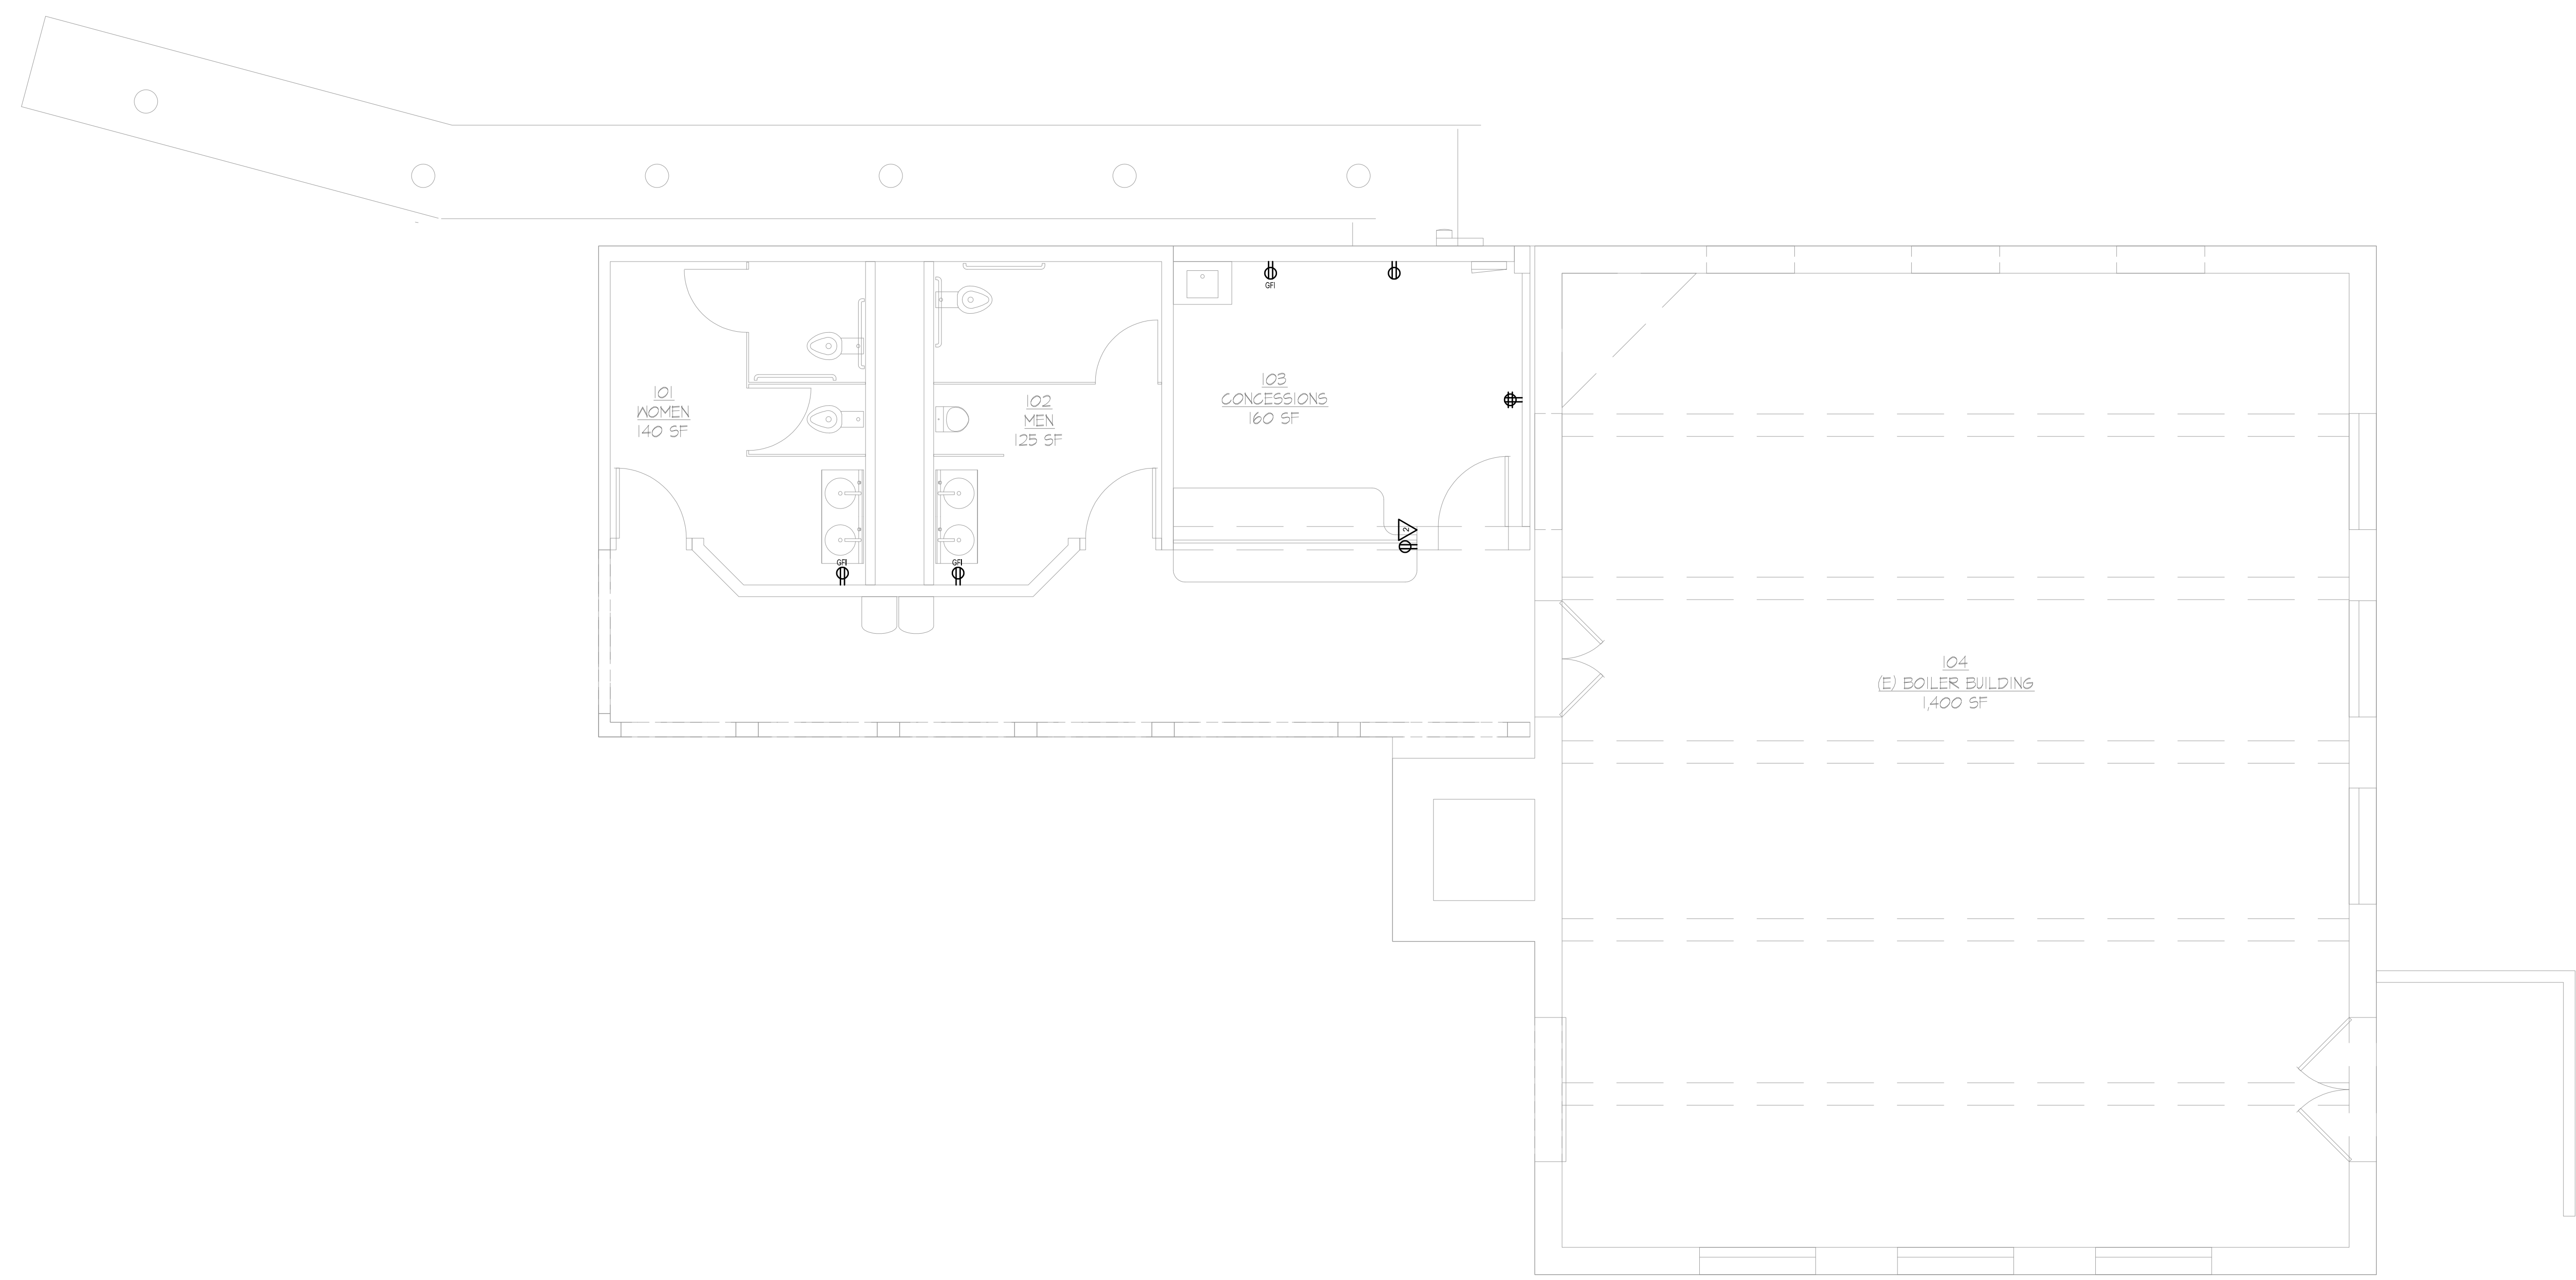 GFI
101
WOMEN
140 SF
102
MEN
125 SF
103
CONCESSIONS
160 SF
2
GFI
GFI
104
(E) BOILER BUILDING
1,400 SF